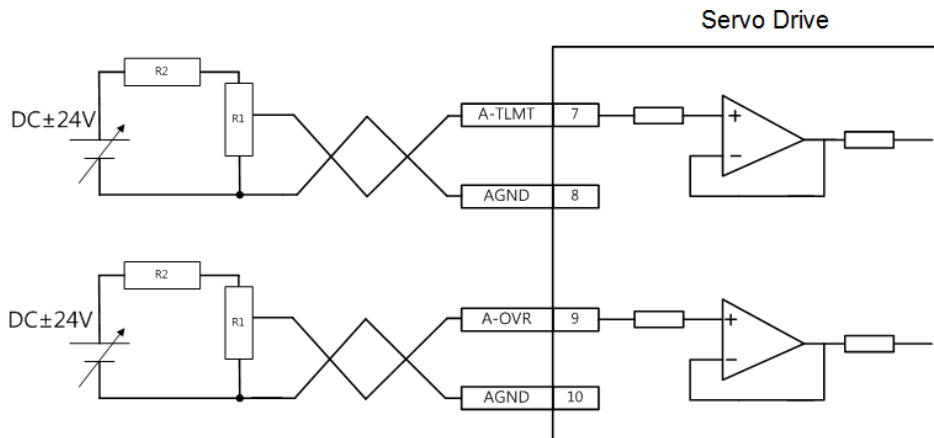 Servo Drive
R2
DC±24V
R1
A-TLMT 7
AGND 8
R2
DC±24V
R1
A-OVR 9
AGND 10